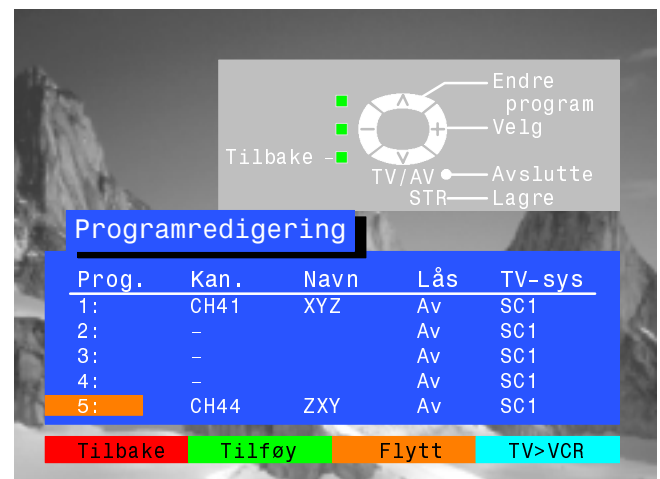 Endre
program
Velg
Tilbake
TV/AV Avslutte
STR Lagre
Programredigering
Prog. Kan. Navn Lås TV-sys
1: CH41 XYZ Av SC1
2: – Av SC1
3: – Av SC1
4: – Av SC1
5: CH44 ZXY Av SC1
Tilbake Tilføy Flytt TV>VCR